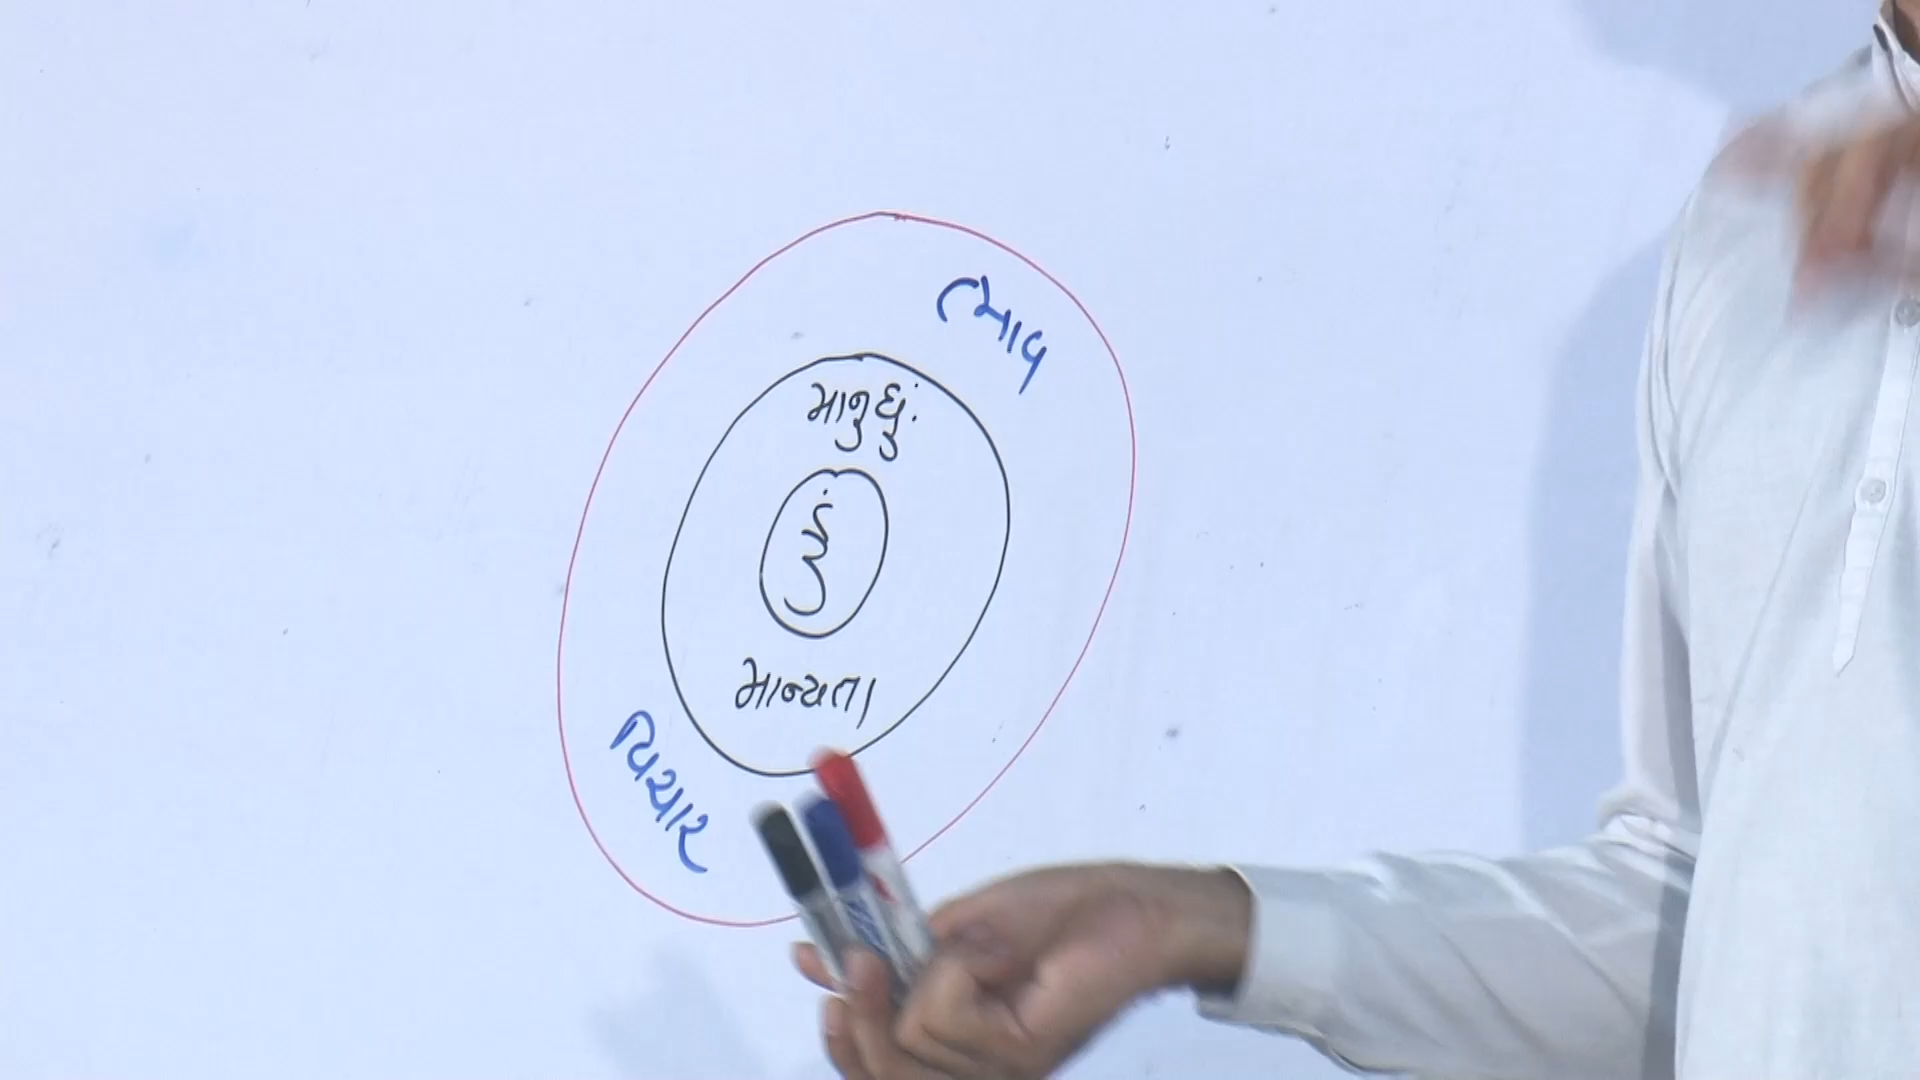 ભાવ
માનુ છું.
હું
માન્યતા
વિચાર